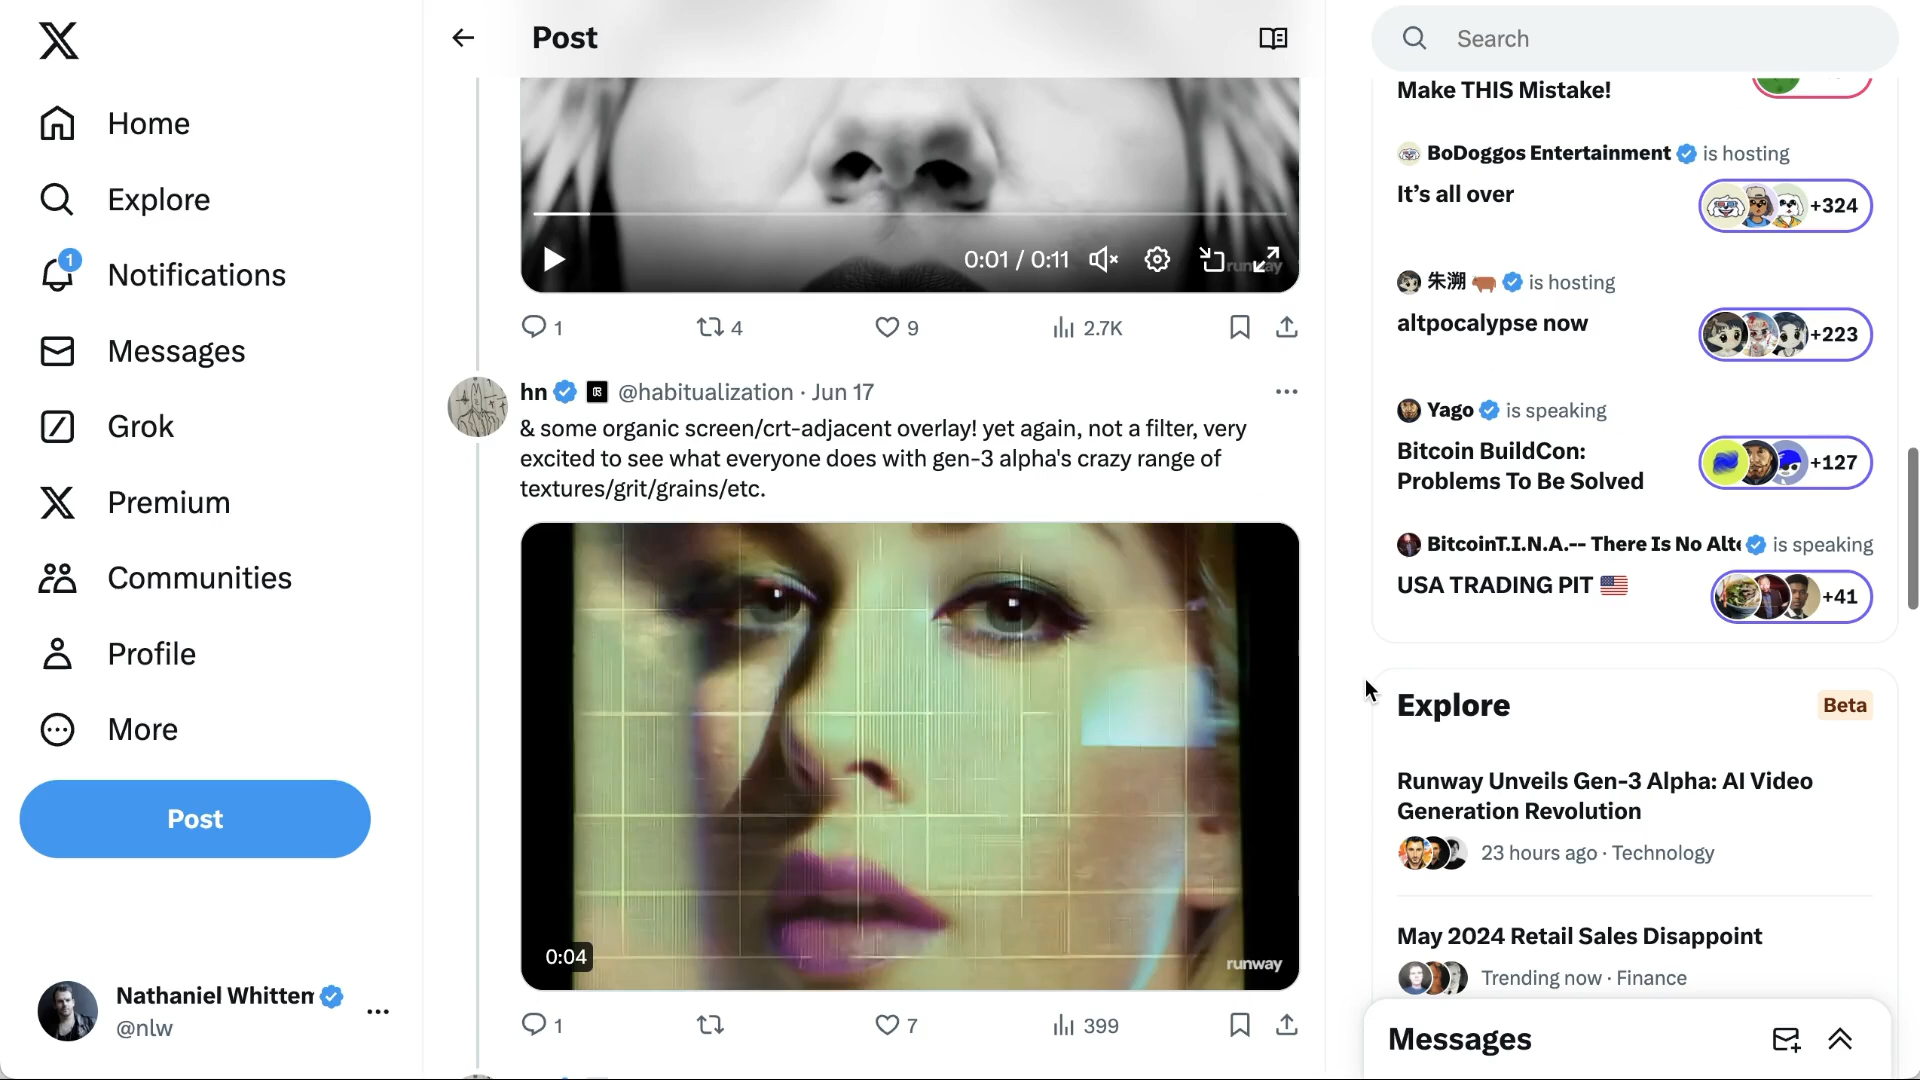 Home
Explore
1
Notifications
Messages
Grok
Premium
Communities
Profile
More
Post
Nathaniel Whittem
@nlw
Post
0:01 / 0:11
runway
1
4
9
2.7K
hn @habitualization · Jun 17
& some organic screen/crt-adjacent overlay! yet again, not a filter, very
excited to see what everyone does with gen-3 alpha's crazy range of
textures/grit/grains/etc.
0:04
runway
1
7
399
Search
Make THIS Mistake!
BoDoggos Entertainment is hosting
It’s all over
+324
朱溯 is hosting
altpocalypse now
+223
Yago is speaking
Bitcoin BuildCon:
Problems To Be Solved
+127
BitcoinT.I.N.A.-- There Is No Alt is speaking
USA TRADING PIT 🇺🇸
+41
Explore
Beta
Runway Unveils Gen-3 Alpha: AI Video
Generation Revolution
23 hours ago · Technology
May 2024 Retail Sales Disappoint
Trending now · Finance
Messages